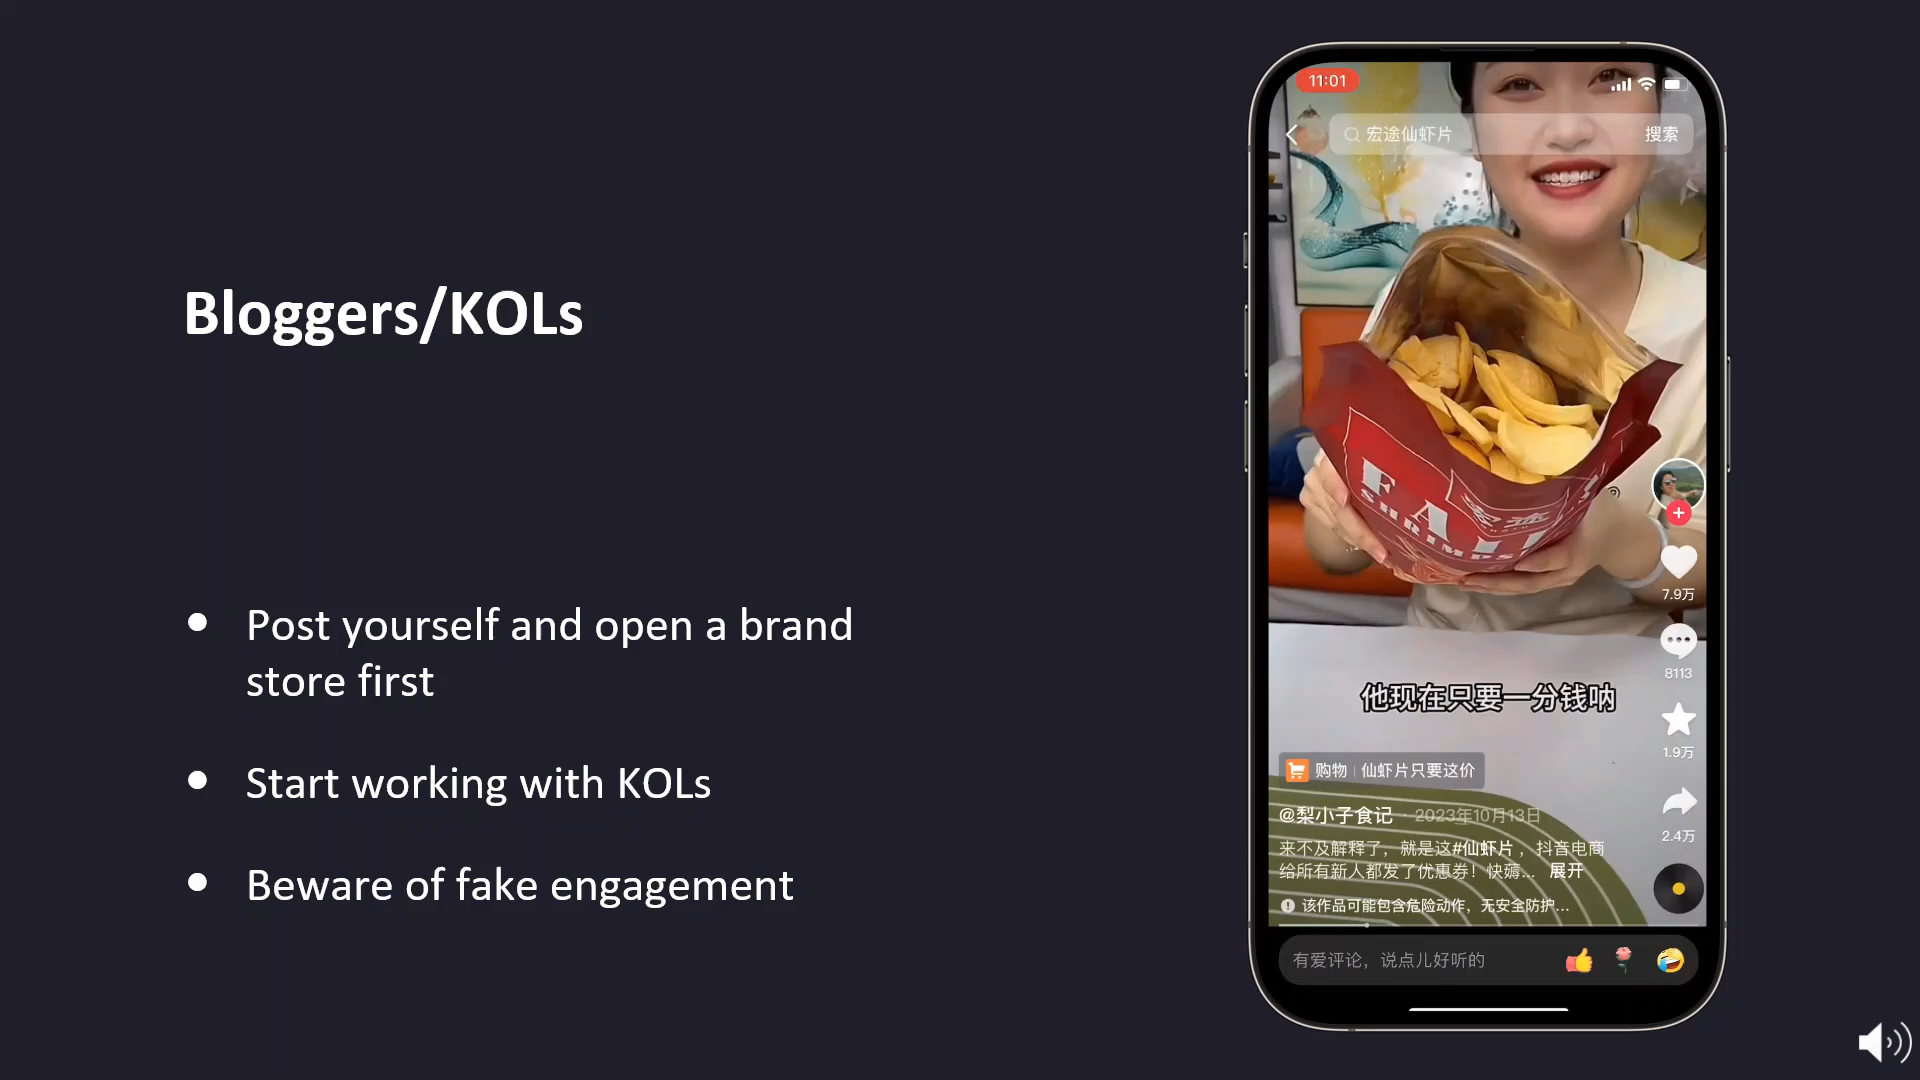 Bloggers/KOLs
Post yourself and open a brand
store first
Start working with KOLs
Beware of fake engagement
11:01
宏途仙虾片
搜索
FA
SHRIMPS
7.9万
8113
他现在只要一分钱呐
1.9万
购物 | 仙虾片只要这价
@梨小子食记 · 2023年10月13日
2.4万
来不及解释了，就是这#仙虾片，抖音电商
给所有新人都发了优惠券！快薅... 展开
该作品可能包含危险动作，无安全防护...
有爱评论，说点儿好听的